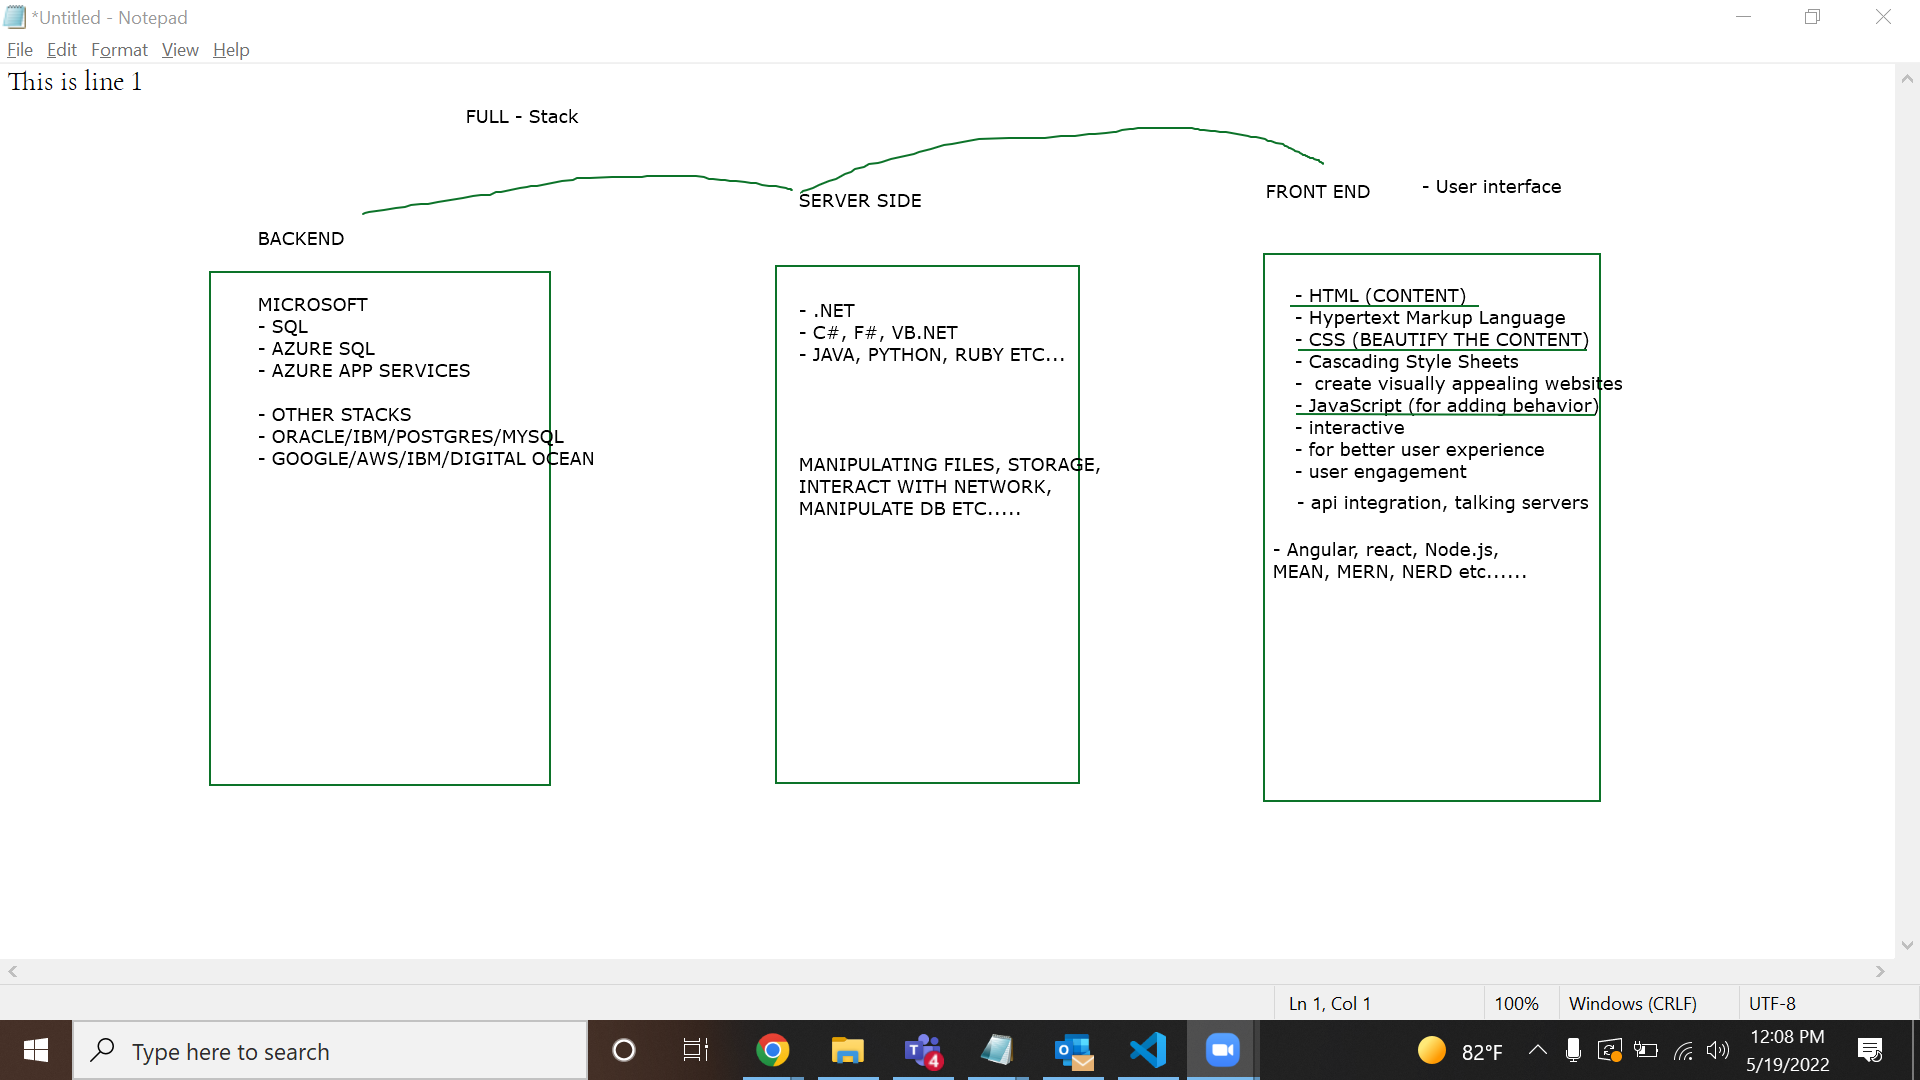 *Untitled - Notepad
File Edit Format View Help
This is line 1
FULL - Stack
BACKEND
MICROSOFT
- SQL
- AZURE SQL
- AZURE APP SERVICES
- OTHER STACKS
- ORACLE/IBM/POSTGRES/MYSQL
- GOOGLE/AWS/IBM/DIGITAL OCEAN
SERVER SIDE
- .NET
- C#, F#, VB.NET
- JAVA, PYTHON, RUBY ETC...
MANIPULATING FILES, STORAGE,
INTERACT WITH NETWORK,
MANIPULATE DB ETC.....
FRONT END
- User interface
- HTML (CONTENT)
- Hypertext Markup Language
- CSS (BEAUTIFY THE CONTENT)
- Cascading Style Sheets
- create visually appealing websites
- JavaScript (for adding behavior)
- interactive
- for better user experience
- user engagement
- api integration, talking servers
- Angular, react, Node.js,
MEAN, MERN, NERD etc......
Ln 1, Col 1 100% Windows (CRLF) UTF-8
Type here to search
4
82°F
12:08 PM
5/19/2022